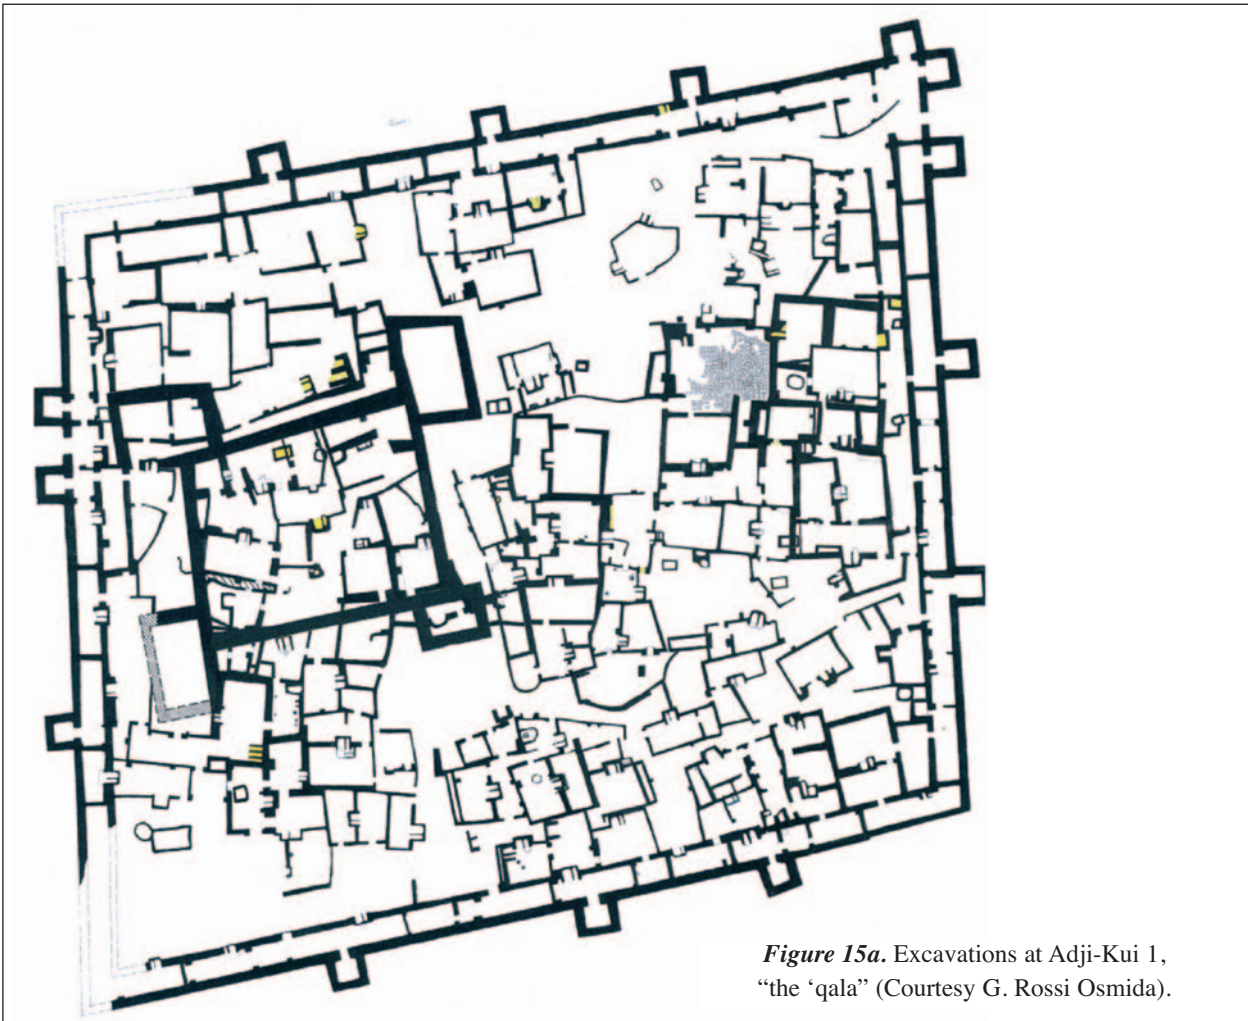 Figure 15a. Excavations at Adji-Kui 1,
“the ‘qala” (Courtesy G. Rossi Osmida).